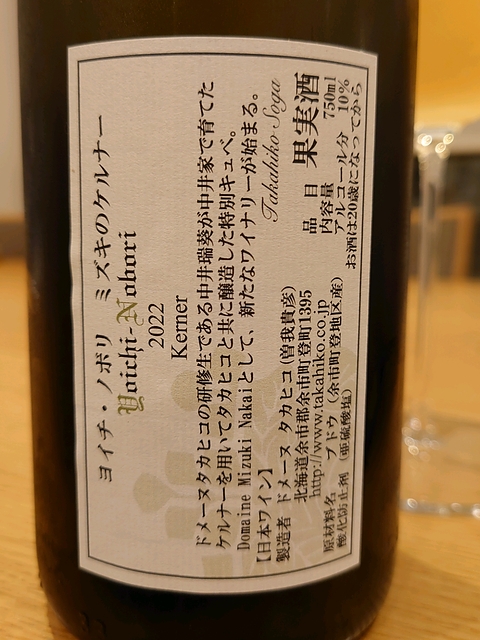 ヨイチ・ノボリ ミズキのケルナー
Yoichi-Nobori
2022
Kerner
ドメーヌタカヒコの研修生である中井瑞葵が中井家で育てた
ケルナーを用いてタカヒコと共に醸造した特別キュベ。
Domaine Mizuki Nakaiとして、新たなワイナリーが始まる。
Takahiko Soga
【日本ワイン】
製造者 ドメーヌ タカヒコ(曽我貴彦)
北海道余市郡余市町登町1395
http://www.takahiko.co.jp
原材料名 ブドウ（余市町登地区産）
酸化防止剤（亜硫酸塩）
品目 果実酒
内容量 750ml
アルコール分 10%
お酒は20歳になってから